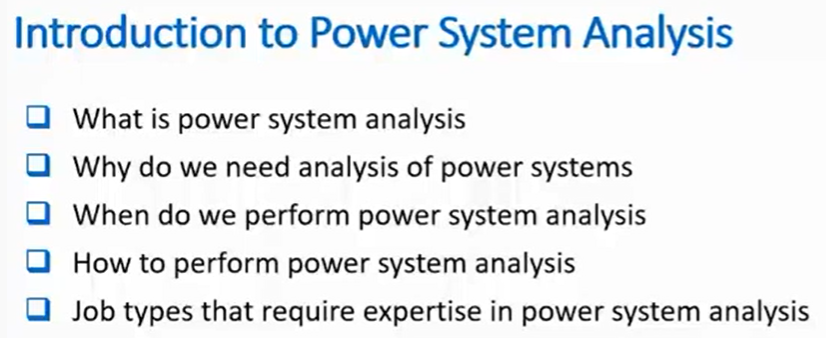 Introduction to Power System Analysis
What is power system analysis
Why do we need analysis of power systems
When do we perform power system analysis
How to perform power system analysis
Job types that require expertise in power system analysis